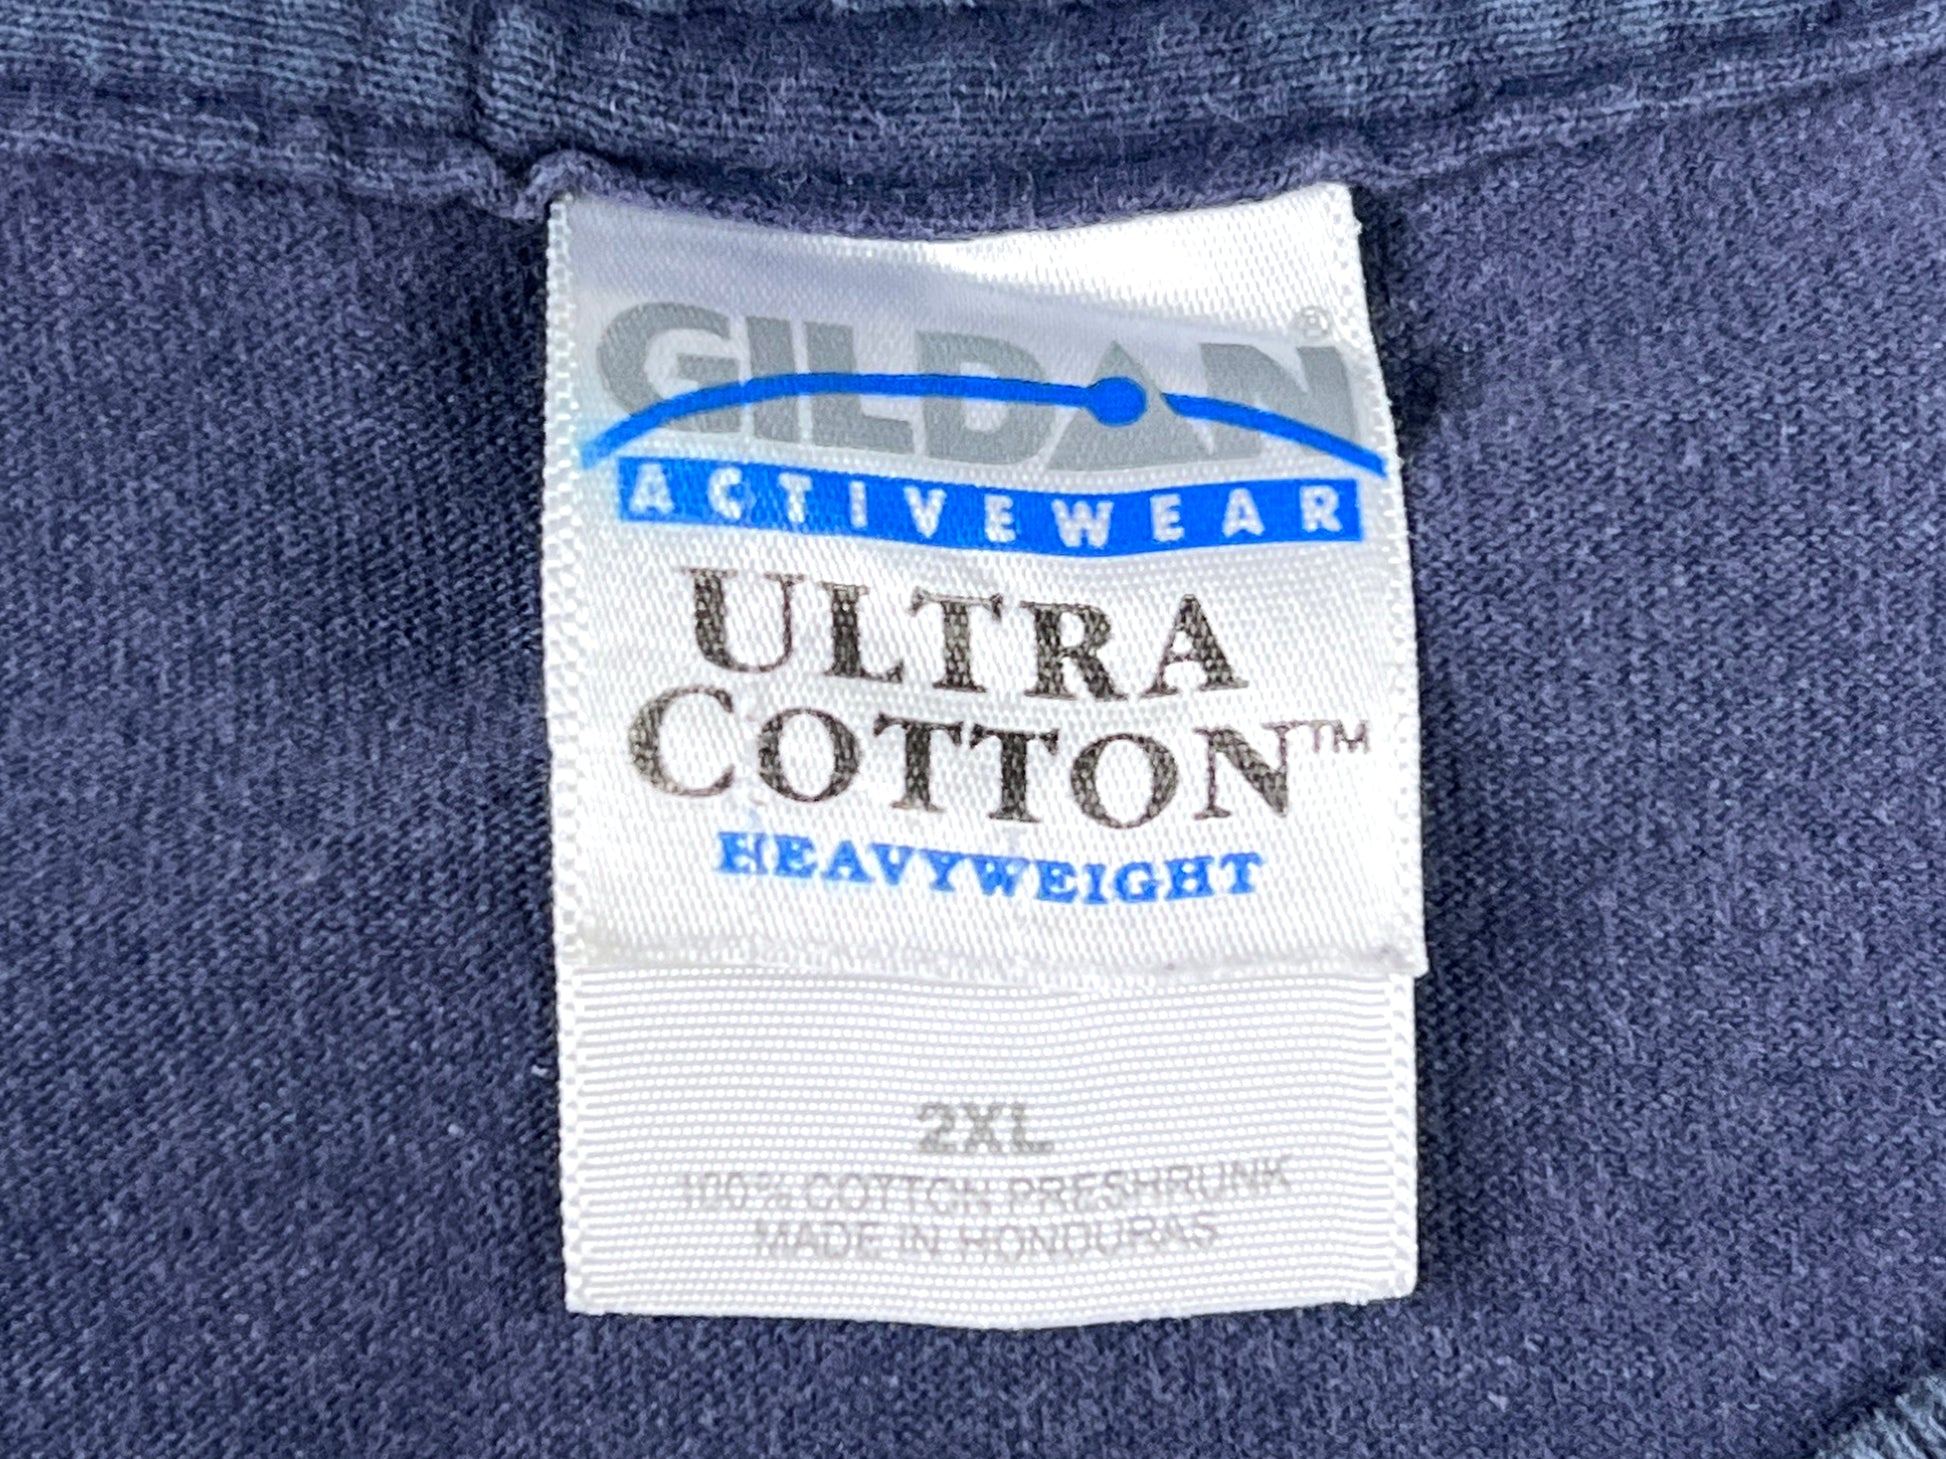 GILDAN®
ACTIVEWEAR
ULTRA
COTTON™
HEAVYWEIGHT
2XL
100% COTTON PRESHRUNK
MADE IN HONDURAS